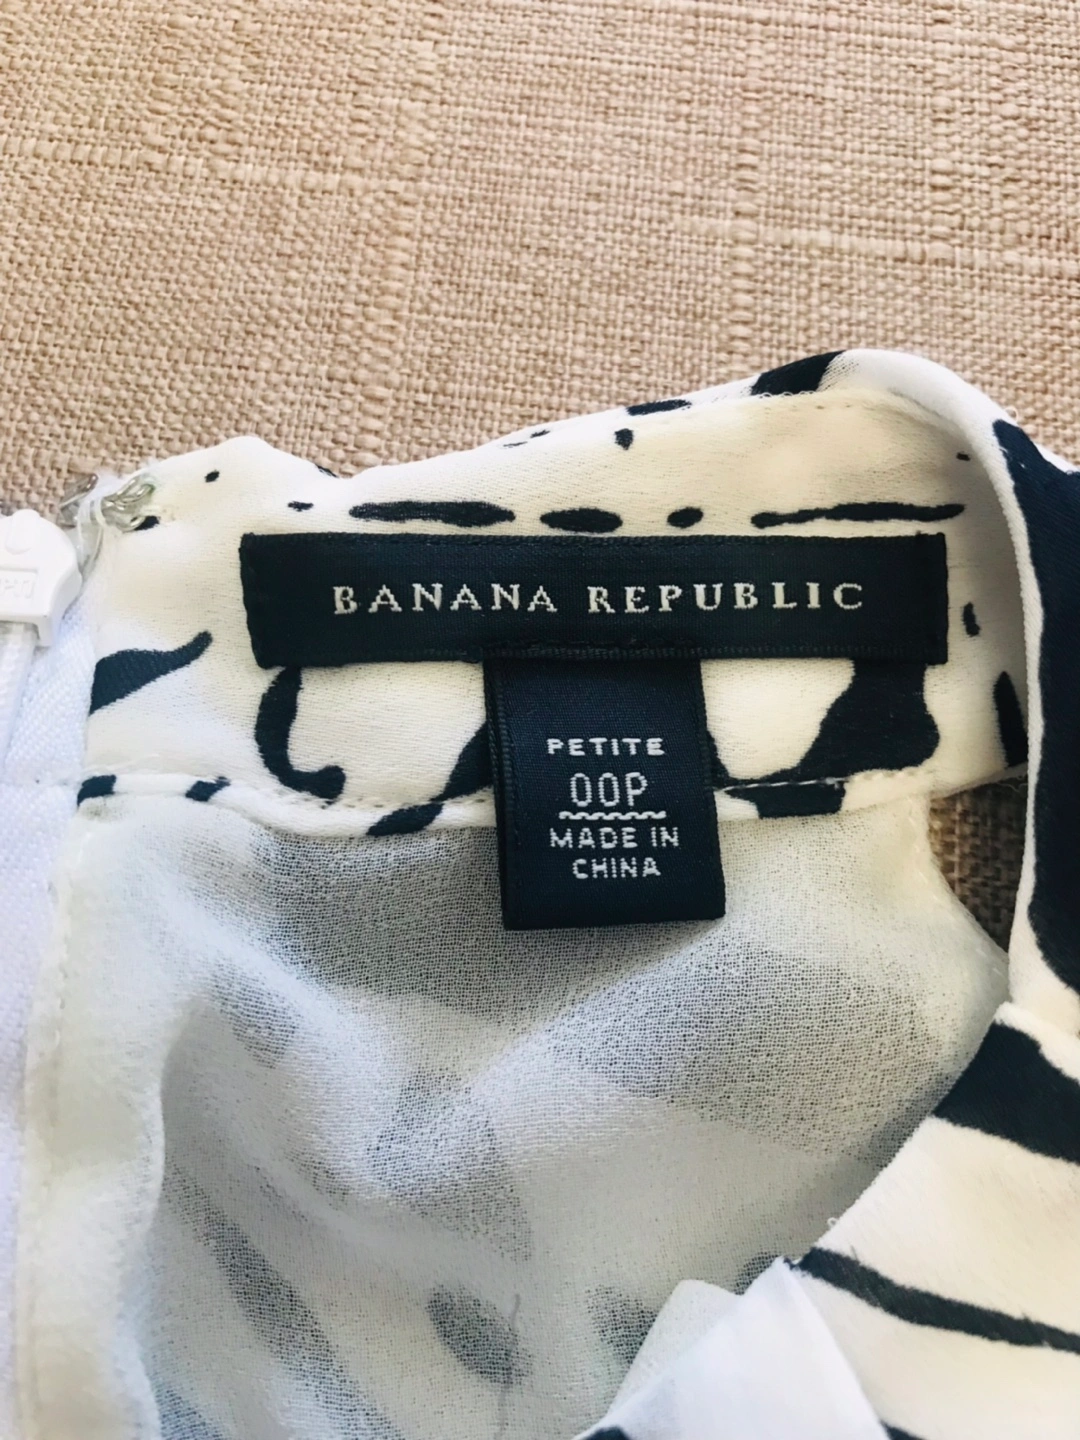 BANANA REPUBLIC
PETITE
00P
MADE IN
CHINA